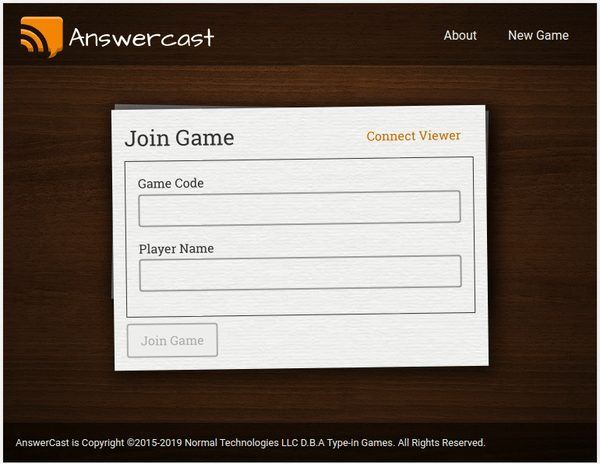 Answercast
About
New Game
Join Game
Connect Viewer
Game Code
Player Name
Join Game
AnswerCast is Copyright ©2015-2019 Normal Technologies LLC D.B.A Type-in Games. All Rights Reserved.